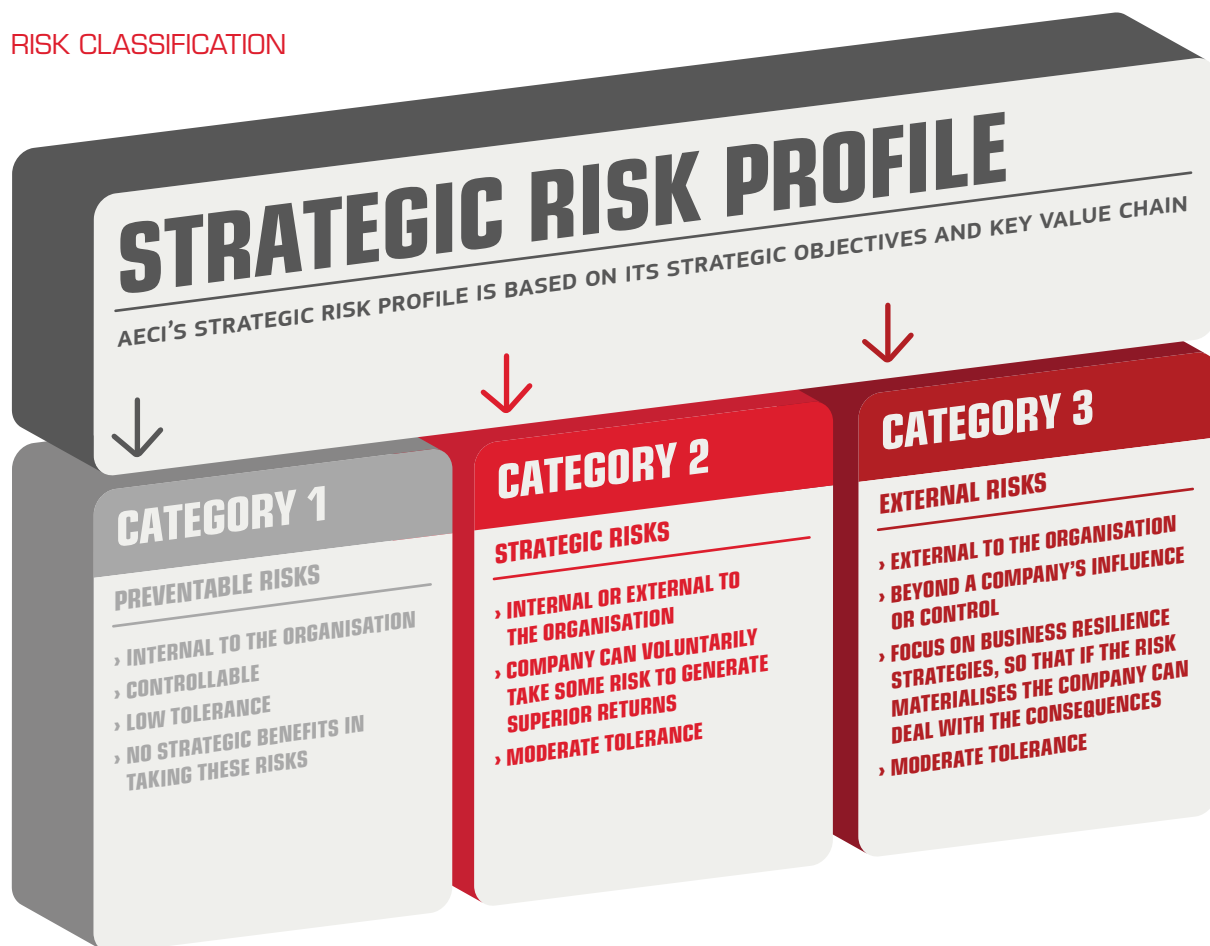 RISK CLASSIFICATION
STRATEGIC RISK PROFILE
AECI'S STRATEGIC RISK PROFILE IS BASED ON ITS STRATEGIC OBJECTIVES AND KEY VALUE CHAIN
CATEGORY 1
PREVENTABLE RISKS
› INTERNAL TO THE ORGANISATION
› CONTROLLABLE
› LOW TOLERANCE
› NO STRATEGIC BENEFITS IN
TAKING THESE RISKS
CATEGORY 2
STRATEGIC RISKS
› INTERNAL OR EXTERNAL TO
THE ORGANISATION
› COMPANY CAN VOLUNTARILY
TAKE SOME RISK TO GENERATE
SUPERIOR RETURNS
› MODERATE TOLERANCE
CATEGORY 3
EXTERNAL RISKS
› EXTERNAL TO THE ORGANISATION
› BEYOND A COMPANY'S INFLUENCE
OR CONTROL
› FOCUS ON BUSINESS RESILIENCE
STRATEGIES, SO THAT IF THE RISK
MATERIALISES THE COMPANY CAN
DEAL WITH THE CONSEQUENCES
› MODERATE TOLERANCE